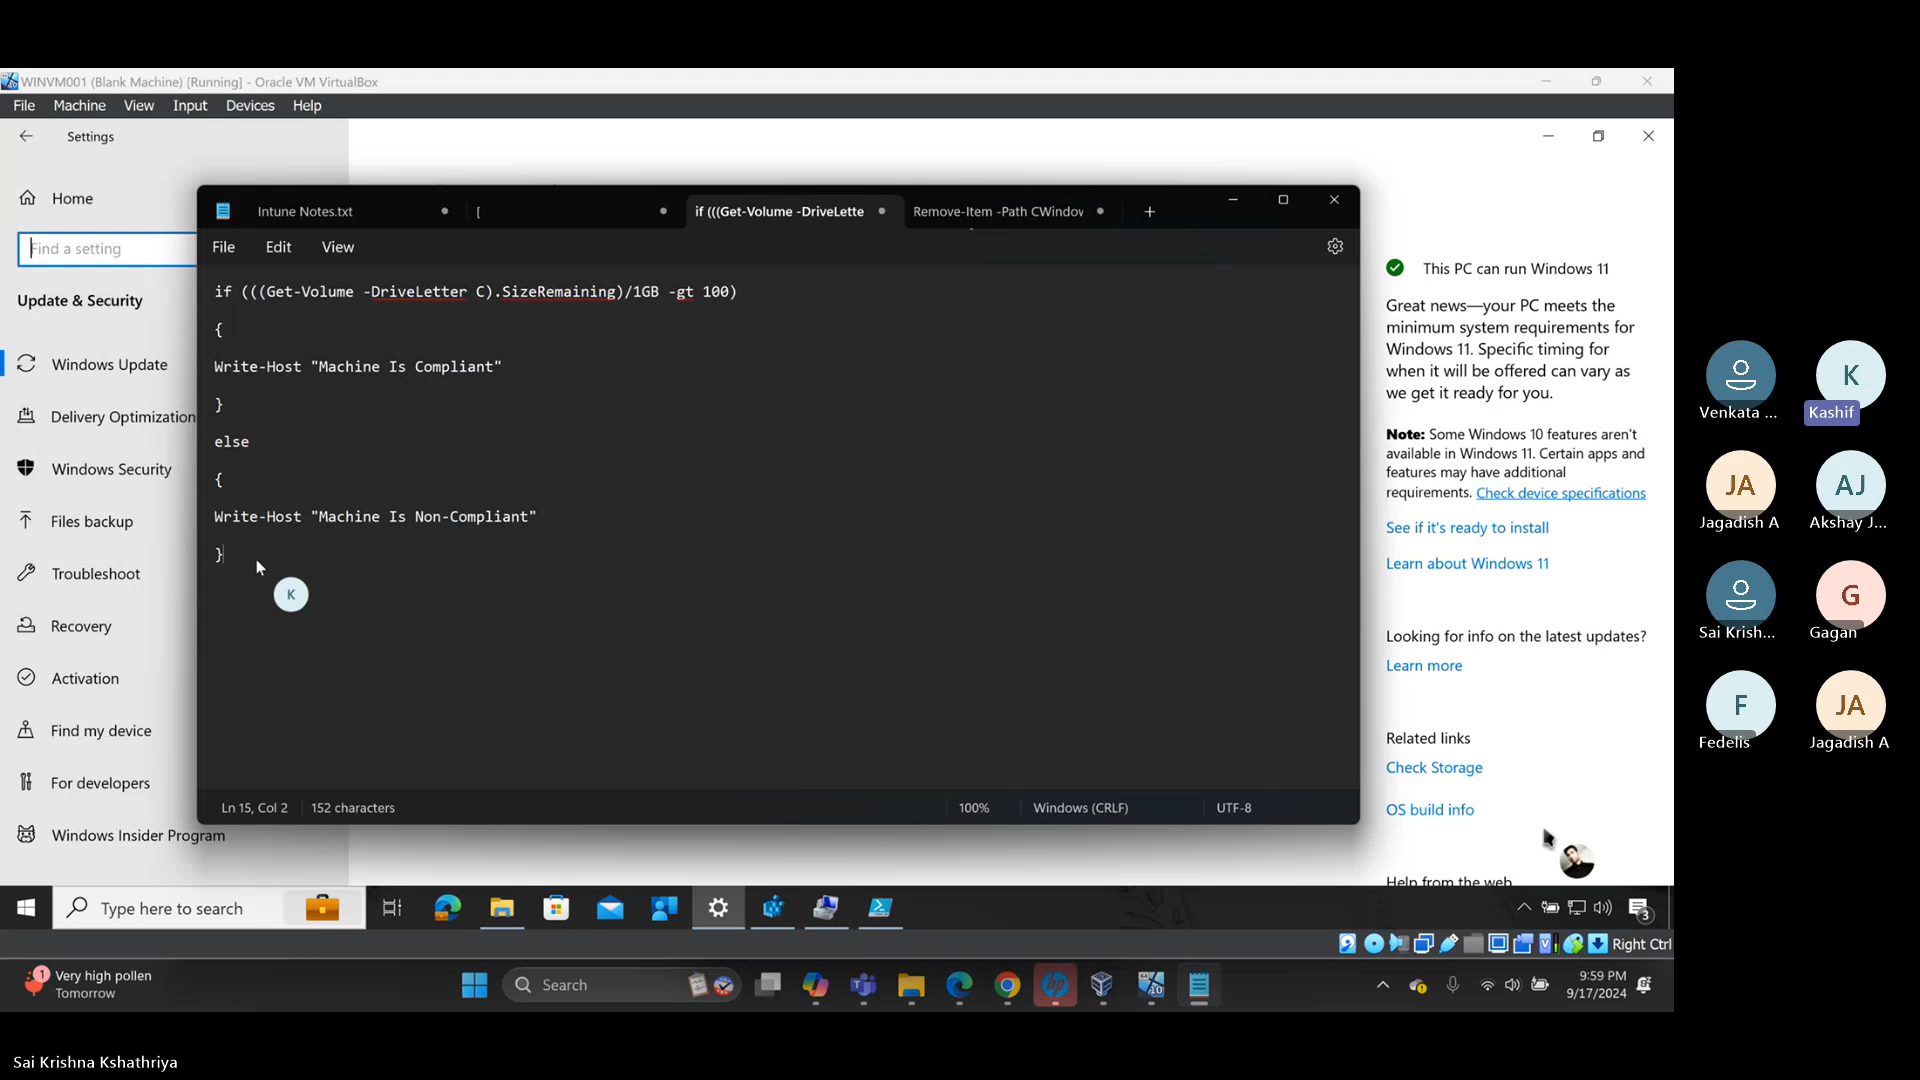 WINVM001 (Blank Machine) [Running] - Oracle VM VirtualBox
File Machine View Input Devices Help
Settings
Home
Find a setting
Update & Security
Windows Update
Delivery Optimization
Windows Security
Files backup
Troubleshoot
Recovery
Activation
Find my device
For developers
Windows Insider Program
Intune Notes.txt
[
if (((Get-Volume -DriveLette
Remove-Item -Path CWindov
File Edit View
if (((Get-Volume -DriveLetter C).SizeRemaining)/1GB -gt 100)
{
Write-Host "Machine Is Compliant"
}
else
{
Write-Host "Machine Is Non-Compliant"
}
K
Ln 15, Col 2
152 characters
100%
Windows (CRLF)
UTF-8
This PC can run Windows 11
Great news—your PC meets the
minimum system requirements for
Windows 11. Specific timing for
when it will be offered can vary as
we get it ready for you.
Note: Some Windows 10 features aren't
available in Windows 11. Certain apps and
features may have additional
requirements. Check device specifications
See if it's ready to install
Learn about Windows 11
Looking for info on the latest updates?
Learn more
Related links
Check Storage
OS build info
Help from the web
Type here to search
3
Right Ctrl
1
Very high pollen
Tomorrow
Search
9:59 PM
9/17/2024
Venkata ...
K
Kashif
JA
Jagadish A
AJ
Akshay J...
Sai Krish...
G
Gagan
F
Fedelis
JA
Jagadish A
Sai Krishna Kshathriya